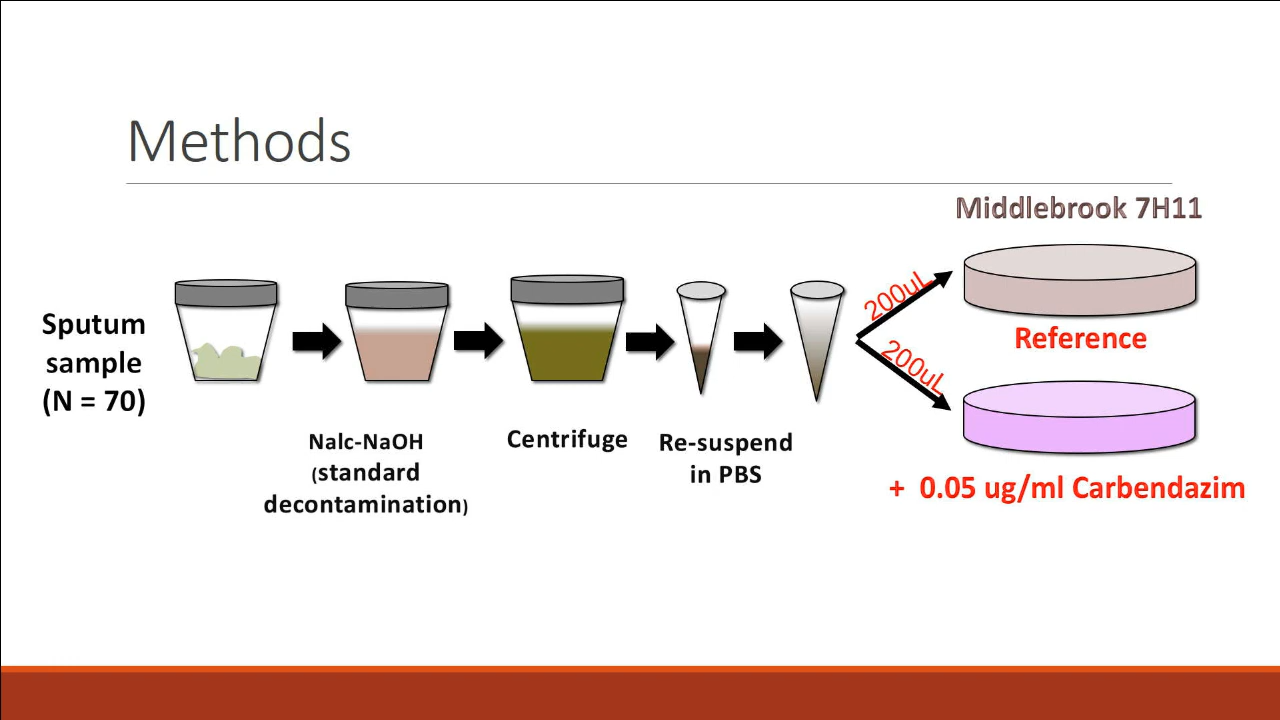 Methods
Middlebrook 7H11
Sputum
sample
(N = 70)
200uL
200uL
Reference
Nalc-NaOH
(standard
decontamination)
Centrifuge
Re-suspend
in PBS
+ 0.05 ug/ml Carbendazim